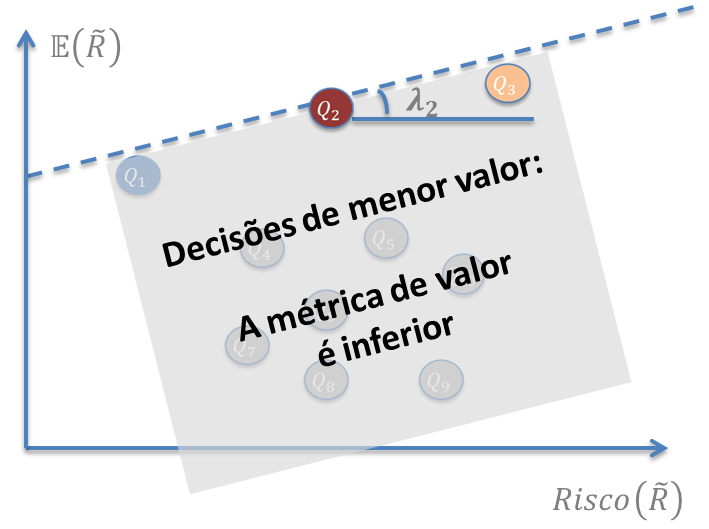 𝔼(R̃)
Q₃
λ₂
Q₂
Q₁
Decisões de menor valor:
Q₄
Q₅
A métrica de valor
é inferior
Q₇
Q₈
Q₉
Risco(R̃)